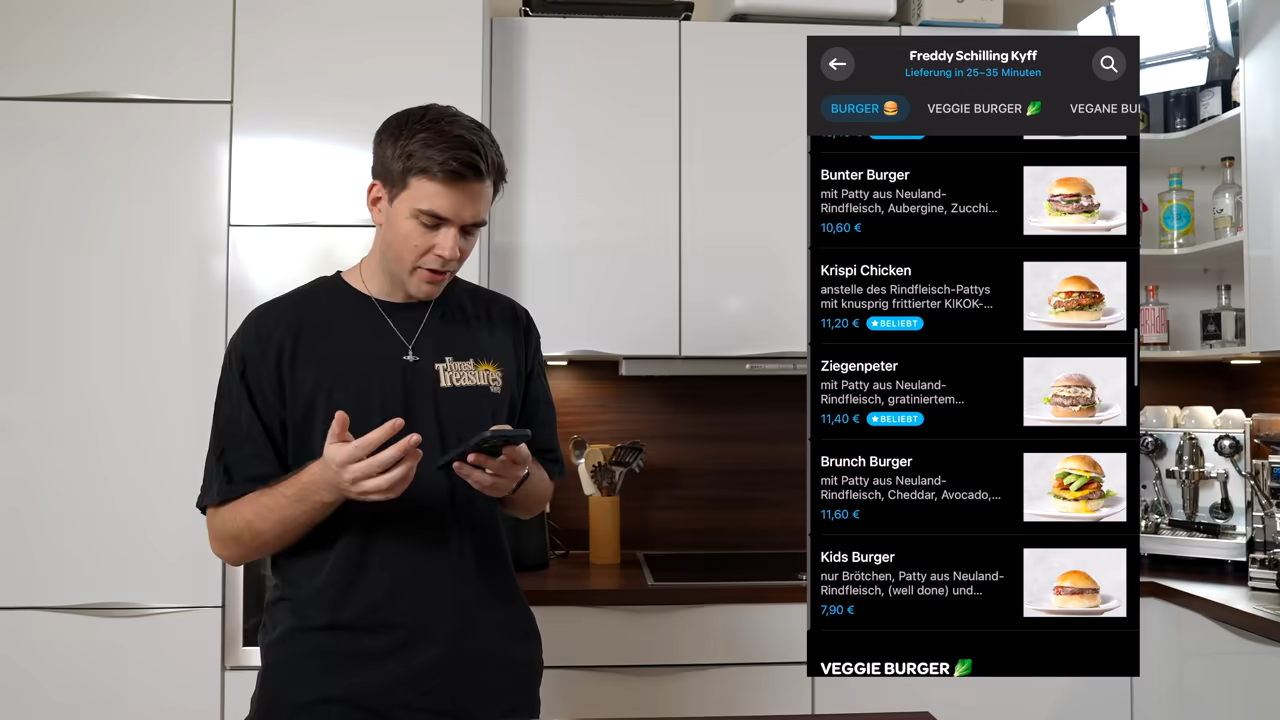 Freddy Schilling Kyff
Lieferung in 25–35 Minuten
BURGER 🍔
VEGGIE BURGER 🥬
VEGANE BU
Bunter Burger
mit Patty aus Neuland-
Rindfleisch, Aubergine, Zucchi...
10,60 €
Krispi Chicken
anstelle des Rindfleisch-Pattys
mit knusprig frittierter KIKOK-...
11,20 €
★BELIEBT
Ziegenpeter
mit Patty aus Neuland-
Rindfleisch, gratiniertem...
11,40 €
★BELIEBT
Brunch Burger
mit Patty aus Neuland-
Rindfleisch, Cheddar, Avocado,...
11,60 €
Kids Burger
nur Brötchen, Patty aus Neuland-
Rindfleisch, (well done) und...
7,90 €
VEGGIE BURGER 🥬
Forest
Treasures